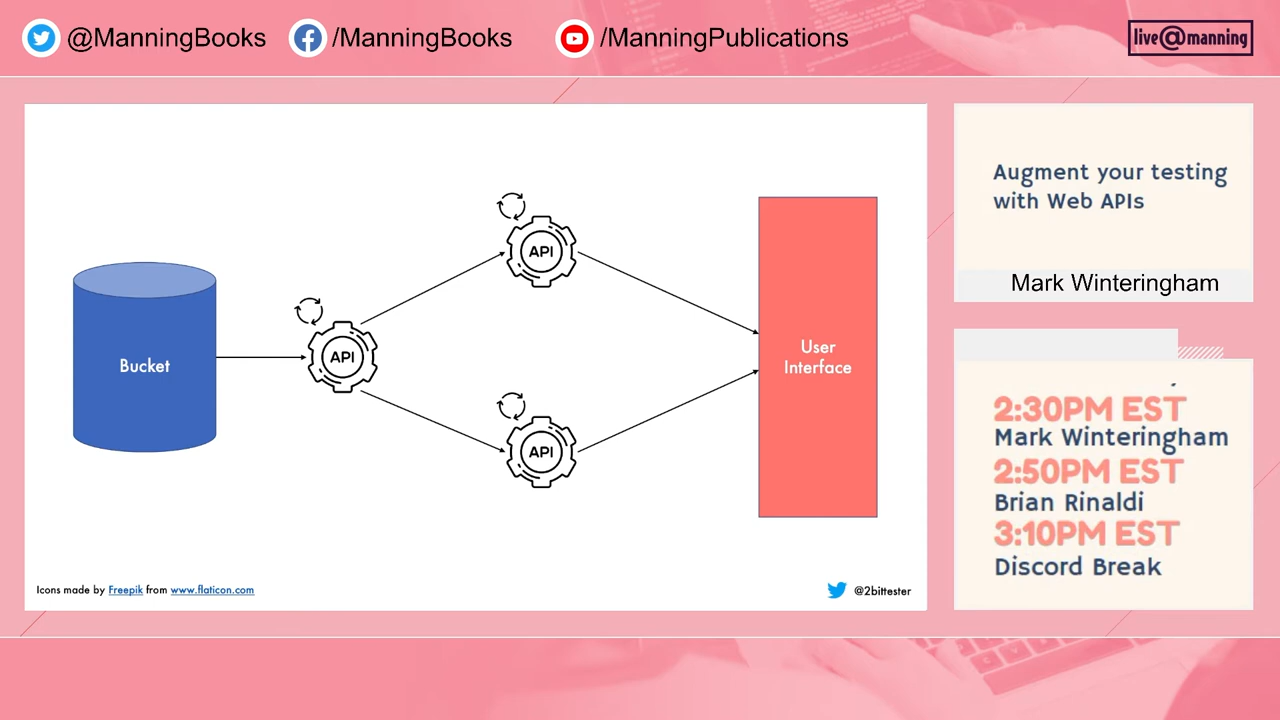 @ManningBooks
/ManningBooks
/ManningPublications
live@manning
Augment your testing
with Web APIs
Mark Winteringham
API
API
Bucket
API
User
Interface
API
2:30PM EST
Mark Winteringham
2:50PM EST
Brian Rinaldi
3:10PM EST
Discord Break
Icons made by Freepik from www.flaticon.com
@2bittester